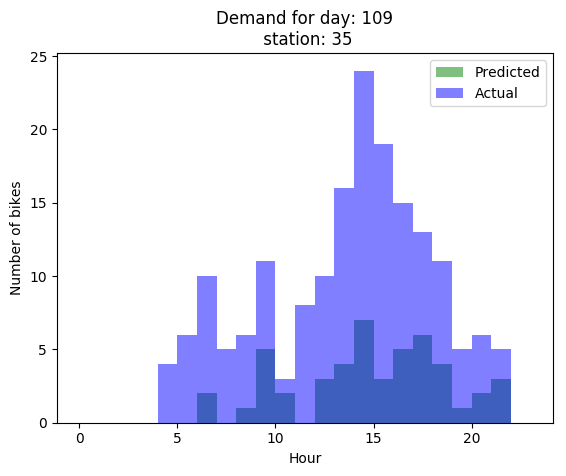 Demand for day: 109
station: 35
Predicted
Actual
Number of bikes
25
20
15
10
5
0
0 5 10 15 20
Hour